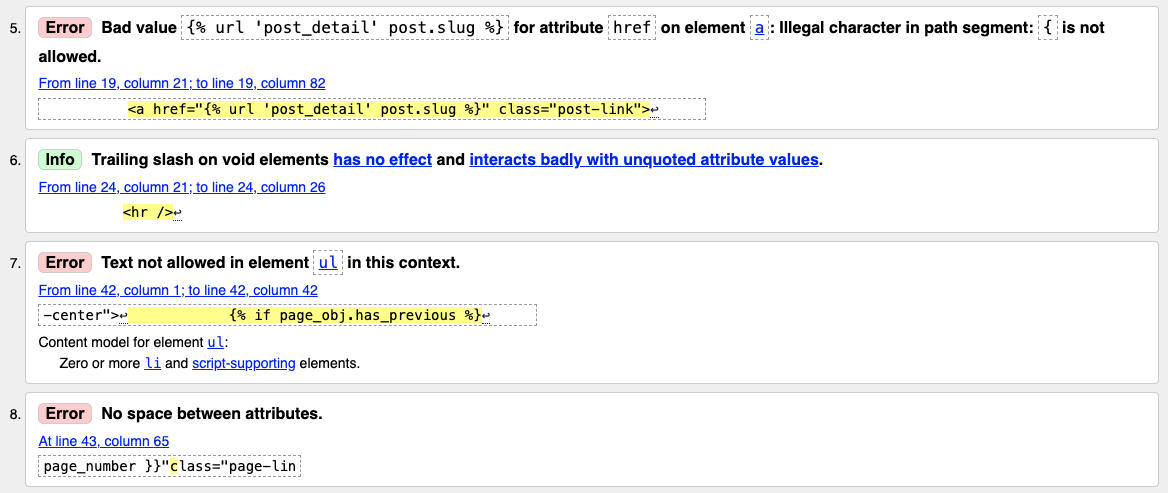 5. Error Bad value {% url 'post_detail' post.slug %} for attribute href on element a: Illegal character in path segment: { is not
allowed.
From line 19, column 21; to line 19, column 82
<a href="{% url 'post_detail' post.slug %}" class="post-link">↩
6. Info Trailing slash on void elements has no effect and interacts badly with unquoted attribute values.
From line 24, column 21; to line 24, column 26
<hr />↩
7. Error Text not allowed in element ul in this context.
From line 42, column 1; to line 42, column 42
-center">↩ {% if page_obj.has_previous %}↩
Content model for element ul:
Zero or more li and script-supporting elements.
8. Error No space between attributes.
At line 43, column 65
page_number }}"class="page-lin